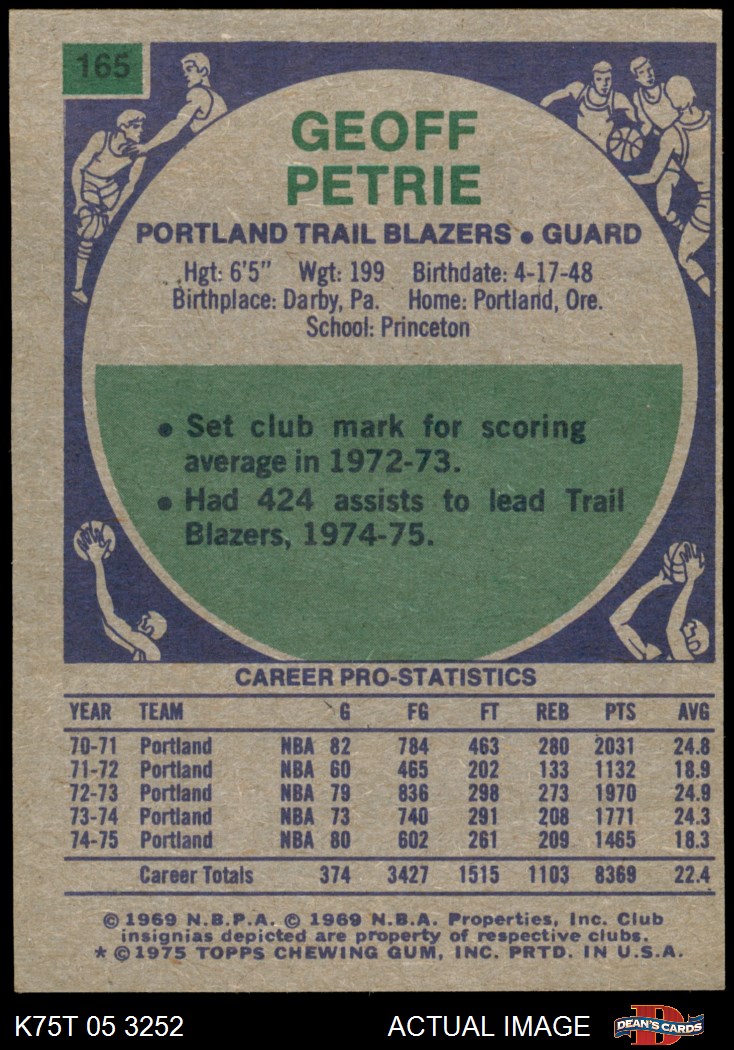 165
GEOFF
PETRIE
PORTLAND TRAIL BLAZERS • GUARD
Hgt: 6'5" Wgt: 199 Birthdate: 4-17-48
Birthplace: Darby, Pa. Home: Portland, Ore.
School: Princeton
• Set club mark for scoring
average in 1972-73.
• Had 424 assists to lead Trail
Blazers, 1974-75.
CAREER PRO-STATISTICS
YEAR TEAM G FG FT REB PTS AVG
70-71 Portland NBA 82 784 463 280 2031 24.8
71-72 Portland NBA 60 465 202 133 1132 18.9
72-73 Portland NBA 79 836 298 273 1970 24.9
73-74 Portland NBA 73 740 291 208 1771 24.3
74-75 Portland NBA 80 602 261 209 1465 18.3
Career Totals 374 3427 1515 1103 8369 22.4
© 1969 N.B.P.A. © 1969 N.B.A. Properties, Inc. Club
insignias depicted are property of respective clubs.
* © 1975 TOPPS CHEWING GUM, INC. PRTD. IN U.S.A.
K75T 05 3252 ACTUAL IMAGE D DEAN'S CARDS